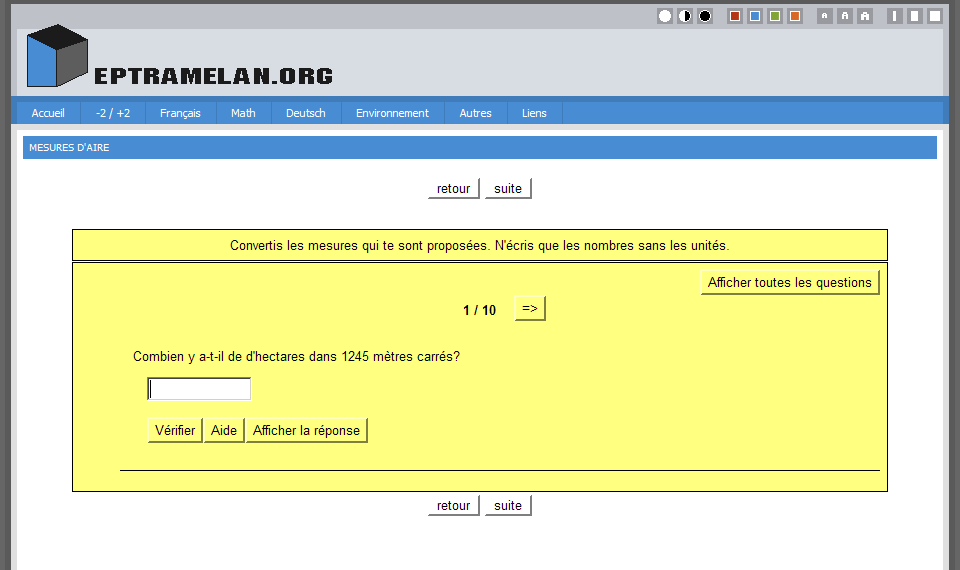 A A A
EPTRAMELAN.ORG
Accueil -2 / +2 Français Math Deutsch Environnement Autres Liens
MESURES D'AIRE
retour suite
Convertis les mesures qui te sont proposées. N'écris que les nombres sans les unités.
Afficher toutes les questions
1 / 10 =>
Combien y a-t-il de d'hectares dans 1245 mètres carrés?
Vérifier Aide Afficher la réponse
retour suite